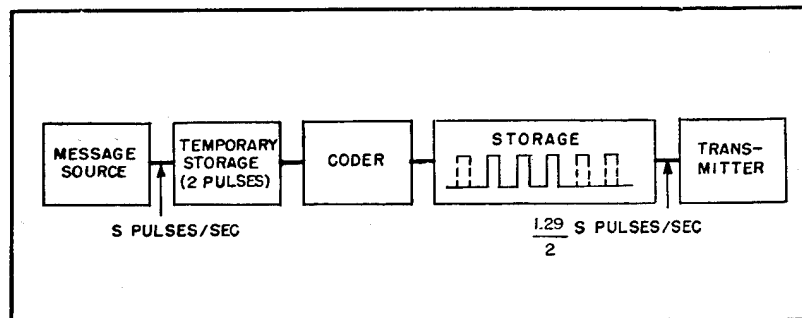 MESSAGE
SOURCE
TEMPORARY
STORAGE
(2 PULSES)
CODER
STORAGE
TRANS-
MITTER
S PULSES/SEC
1.29
2
S PULSES/SEC